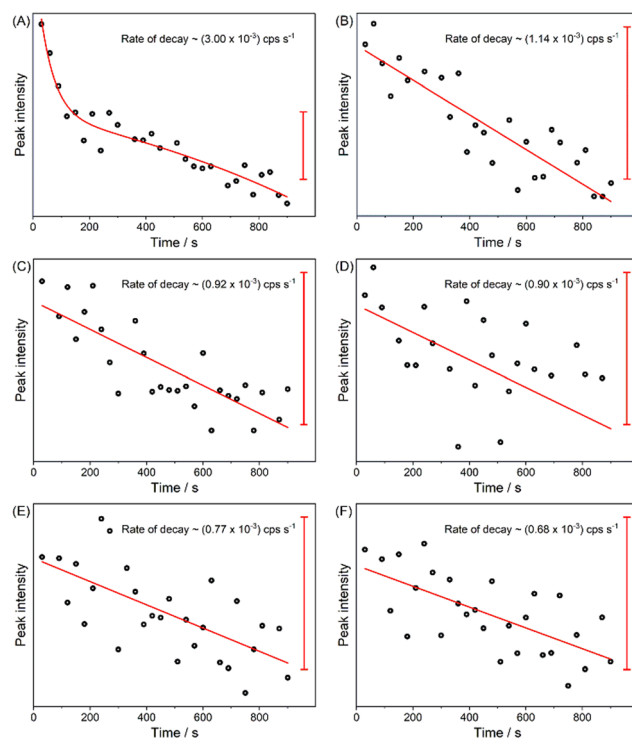 (A)
Rate of decay ~ (3.00 x 10⁻³) cps s⁻¹
Peak intensity
0 200 400 600 800
Time / s
(B)
Rate of decay ~ (1.14 x 10⁻³) cps s⁻¹
Peak intensity
0 200 400 600 800
Time / s
(C)
Rate of decay ~ (0.92 x 10⁻³) cps s⁻¹
Peak intensity
0 200 400 600 800
Time / s
(D)
Rate of decay ~ (0.90 x 10⁻³) cps s⁻¹
Peak intensity
0 200 400 600 800
Time / s
(E)
Rate of decay ~ (0.77 x 10⁻³) cps s⁻¹
Peak intensity
0 200 400 600 800
Time / s
(F)
Rate of decay ~ (0.68 x 10⁻³) cps s⁻¹
Peak intensity
0 200 400 600 800
Time / s